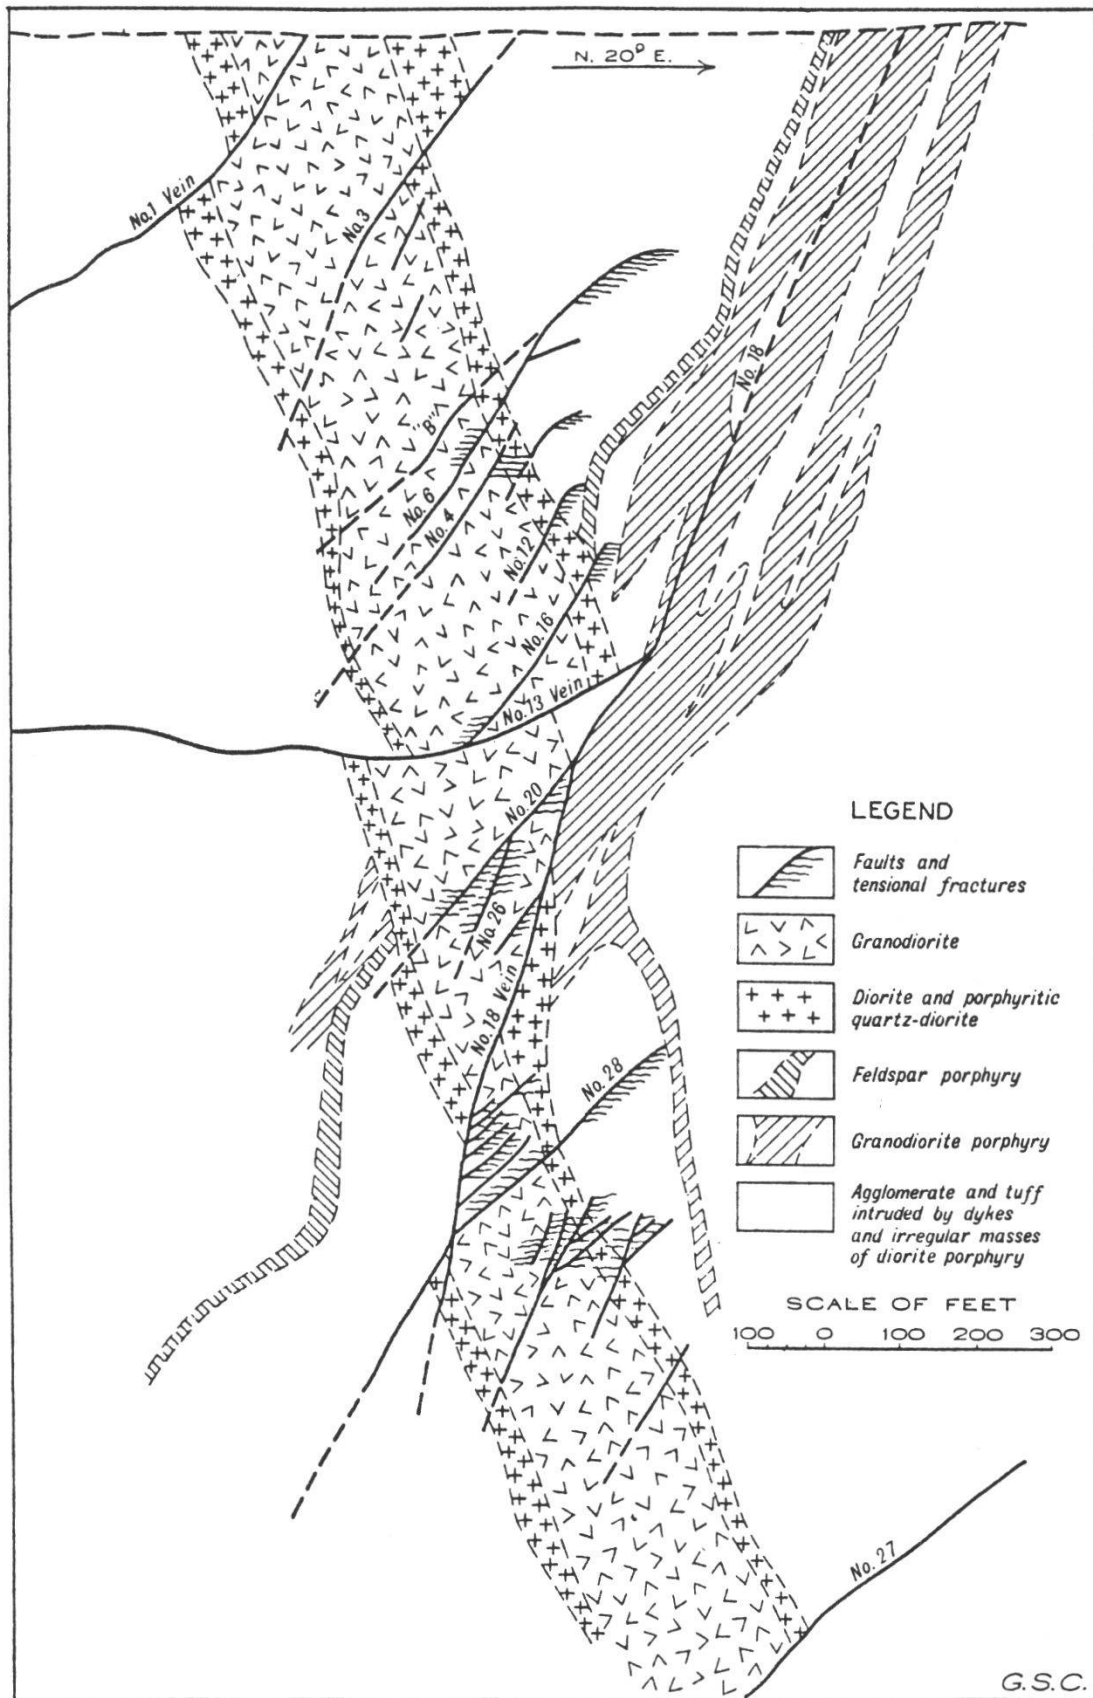 N. 20° E.
No.1 Vein
No.3
No.18
"B"
No.6
No.4
No.12
No.16
No.13 Vein
No.20
No.26
No.18 Vein
No.28
No.27
LEGEND
Faults and
tensional fractures
Granodiorite
Diorite and porphyritic
quartz-diorite
Feldspar porphyry
Granodiorite porphyry
Agglomerate and tuff
intruded by dykes
and irregular masses
of diorite porphyry
SCALE OF FEET
100 0 100 200 300
G.S.C.